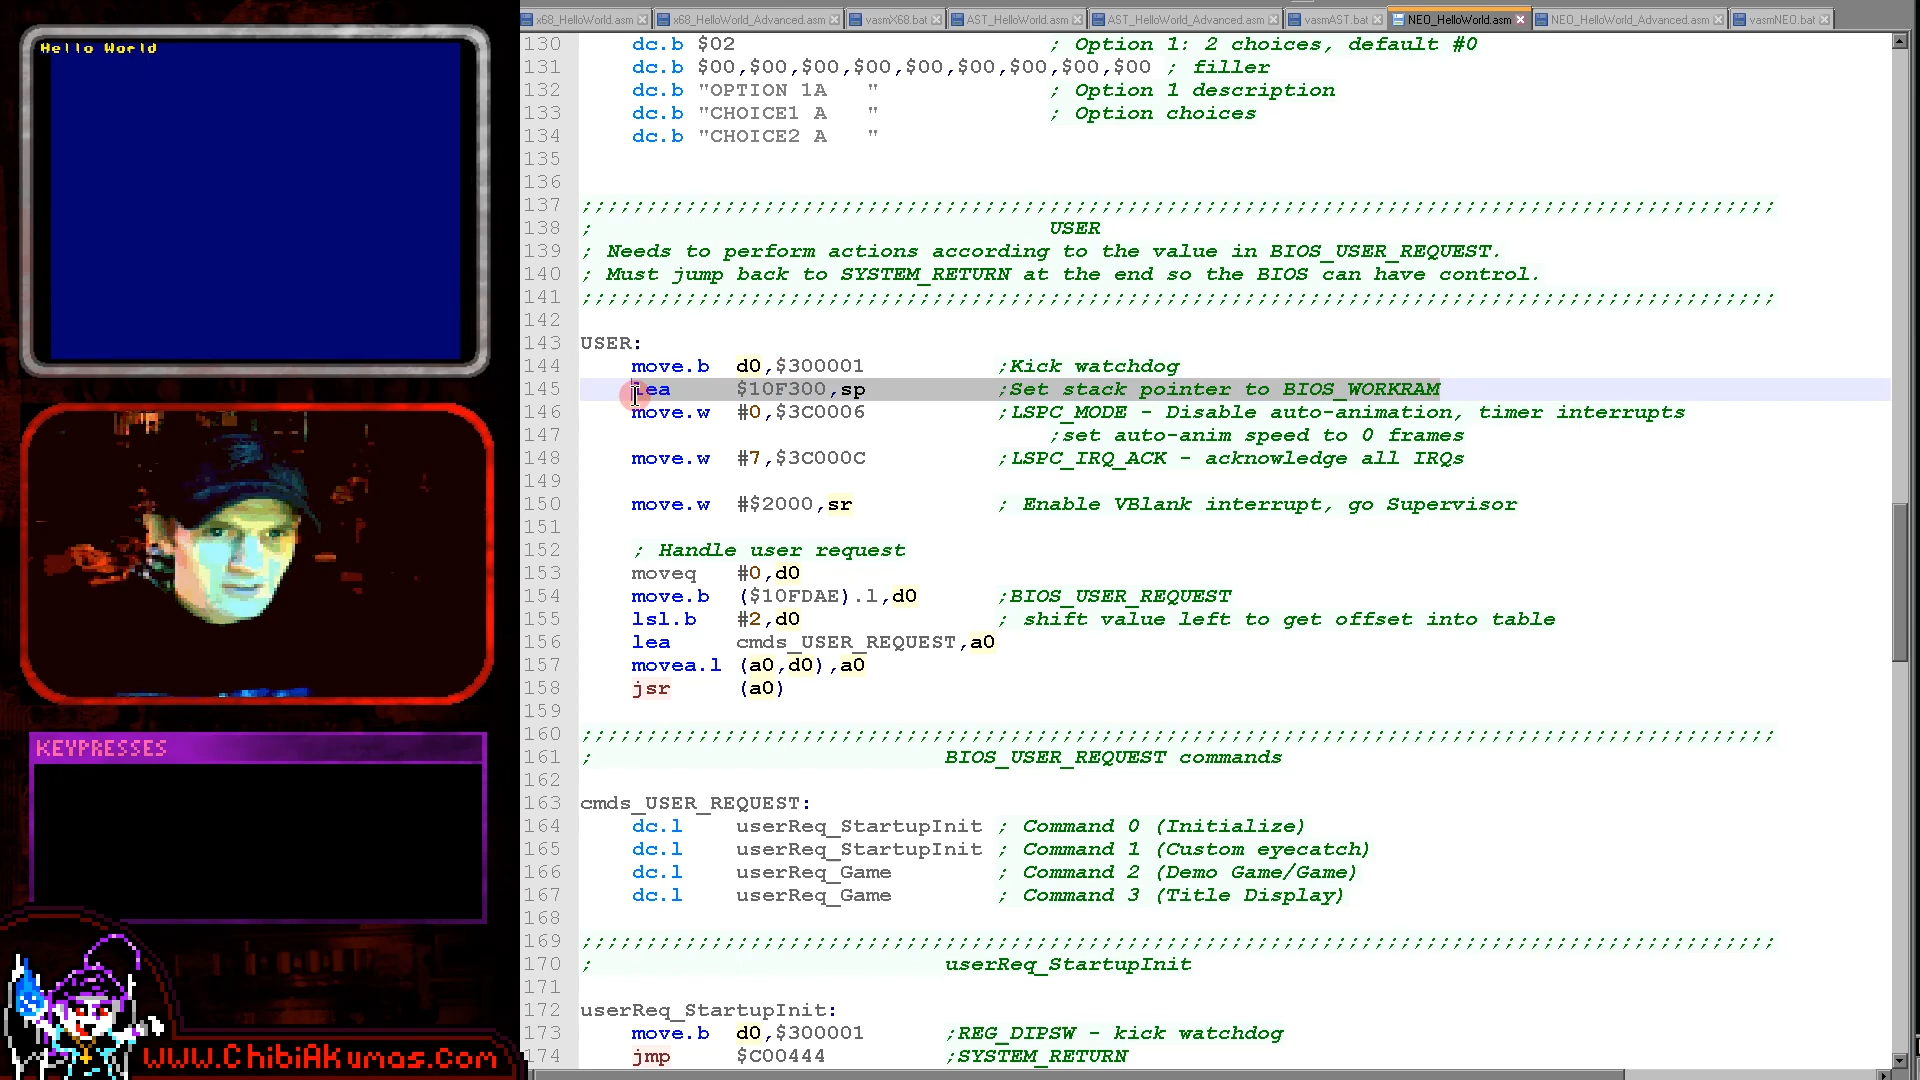 x68_HelloWorld.asm x68_HelloWorld_Advanced.asm vasmX68.bat AST_HelloWorld.asm AST_HelloWorld_Advanced.asm vasmAST.bat NEO_HelloWorld.asm NEO_HelloWorld_Advanced.asm vasmNEO.bat
Hello World
KEYPRESSES
www.ChibiAkumas.com
130 dc.b $02 ; Option 1: 2 choices, default #0
131 dc.b $00,$00,$00,$00,$00,$00,$00,$00,$00 ; filler
132 dc.b "OPTION 1A   " ; Option 1 description
133 dc.b "CHOICE1 A   " ; Option choices
134 dc.b "CHOICE2 A   "
135
136
137 ;;;;;;;;;;;;;;;;;;;;;;;;;;;;;;;;;;;;;;;;;;;;;;;;;;;;;;;;;;;;;;;;;;;;;;;;;;;;;;;;;;;;;;;;;;;;
138 ; USER
139 ; Needs to perform actions according to the value in BIOS_USER_REQUEST.
140 ; Must jump back to SYSTEM_RETURN at the end so the BIOS can have control.
141 ;;;;;;;;;;;;;;;;;;;;;;;;;;;;;;;;;;;;;;;;;;;;;;;;;;;;;;;;;;;;;;;;;;;;;;;;;;;;;;;;;;;;;;;;;;;;
142
143 USER:
144 move.b d0,$300001 ;Kick watchdog
145 lea $10F300,sp ;Set stack pointer to BIOS_WORKRAM
146 move.w #0,$3C0006 ;LSPC_MODE - Disable auto-animation, timer interrupts
147 ;set auto-anim speed to 0 frames
148 move.w #7,$3C000C ;LSPC_IRQ_ACK - acknowledge all IRQs
149
150 move.w #$2000,sr ; Enable VBlank interrupt, go Supervisor
151
152 ; Handle user request
153 moveq #0,d0
154 move.b ($10FDAE).l,d0 ;BIOS_USER_REQUEST
155 lsl.b #2,d0 ; shift value left to get offset into table
156 lea cmds_USER_REQUEST,a0
157 movea.l (a0,d0),a0
158 jsr (a0)
159
160 ;;;;;;;;;;;;;;;;;;;;;;;;;;;;;;;;;;;;;;;;;;;;;;;;;;;;;;;;;;;;;;;;;;;;;;;;;;;;;;;;;;;;;;;;;;;;
161 ; BIOS_USER_REQUEST commands
162
163 cmds_USER_REQUEST:
164 dc.l userReq_StartupInit ; Command 0 (Initialize)
165 dc.l userReq_StartupInit ; Command 1 (Custom eyecatch)
166 dc.l userReq_Game ; Command 2 (Demo Game/Game)
167 dc.l userReq_Game ; Command 3 (Title Display)
168
169 ;;;;;;;;;;;;;;;;;;;;;;;;;;;;;;;;;;;;;;;;;;;;;;;;;;;;;;;;;;;;;;;;;;;;;;;;;;;;;;;;;;;;;;;;;;;;
170 ; userReq_StartupInit
171
172 userReq_StartupInit:
173 move.b d0,$300001 ;REG_DIPSW - kick watchdog
174 jmp $C00444 ;SYSTEM_RETURN